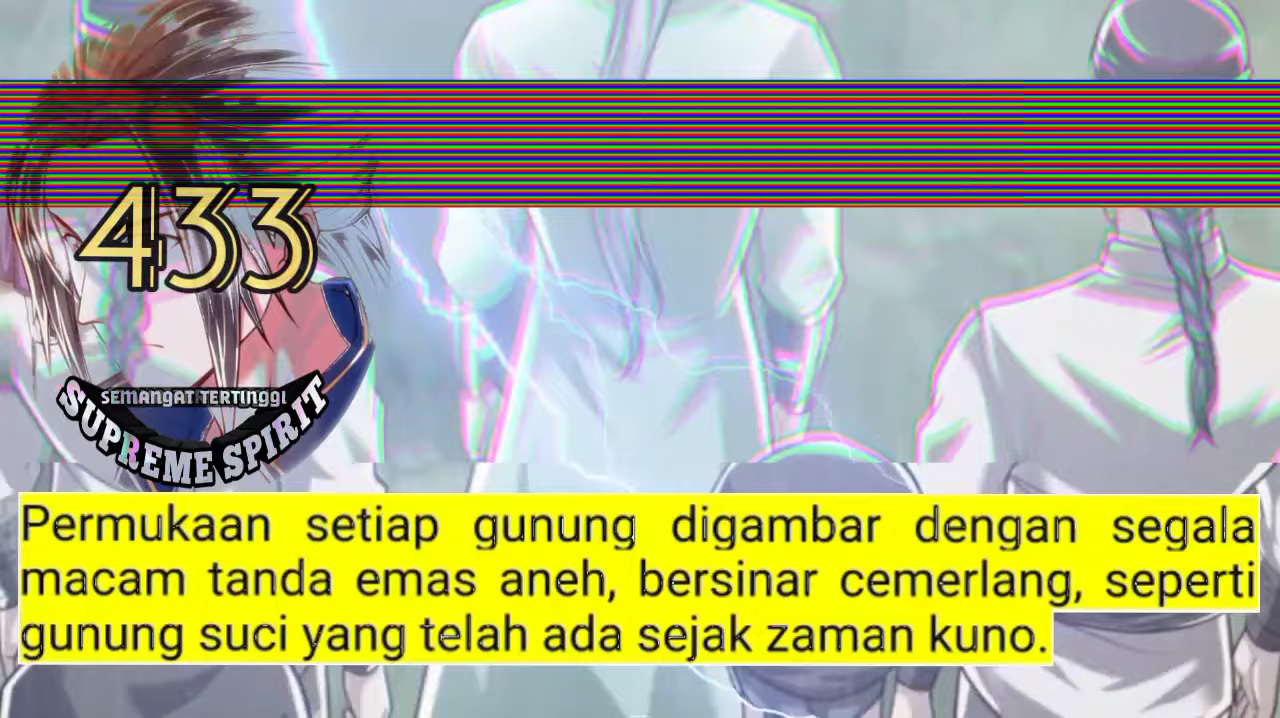 433
SEMANGAT TERTINGGI
SUPREME SPIRIT
Permukaan setiap gunung digambar dengan segala
macam tanda emas aneh, bersinar cemerlang, seperti
gunung suci yang telah ada sejak zaman kuno.